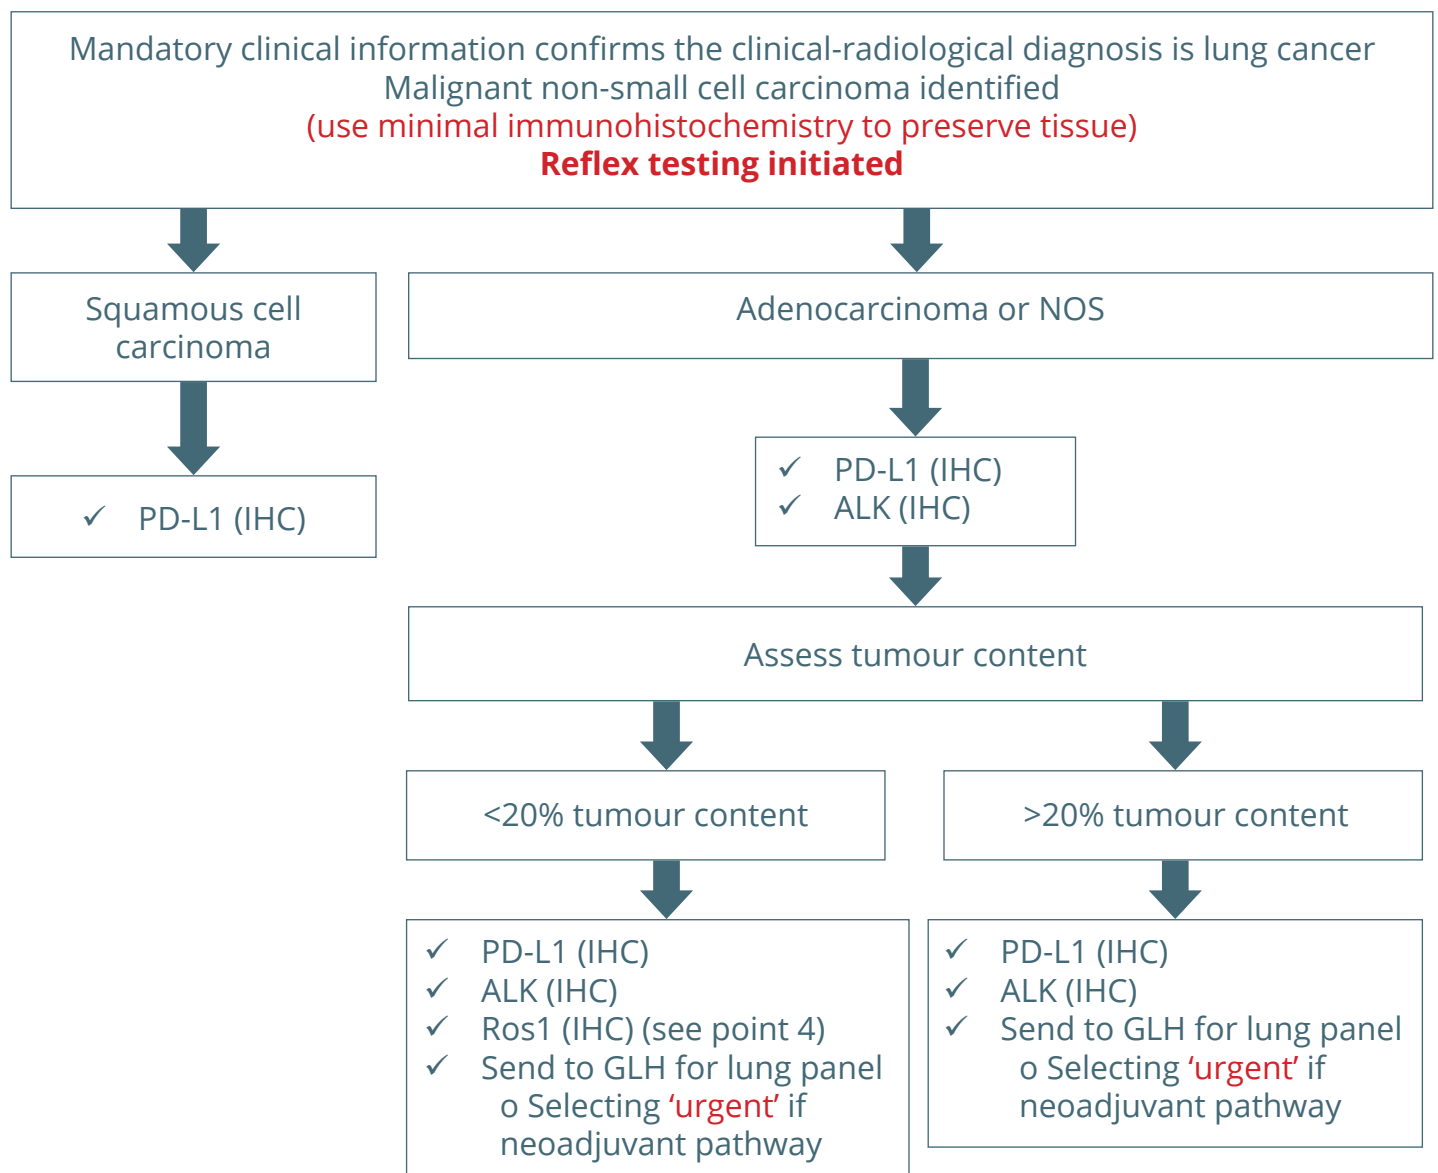 Mandatory clinical information confirms the clinical-radiological diagnosis is lung cancer
Malignant non-small cell carcinoma identified
(use minimal immunohistochemistry to preserve tissue)
Reflex testing initiated
Squamous cell
carcinoma
Adenocarcinoma or NOS
✓ PD-L1 (IHC)
✓ PD-L1 (IHC)
✓ ALK (IHC)
Assess tumour content
<20% tumour content
>20% tumour content
✓ PD-L1 (IHC)
✓ ALK (IHC)
✓ Ros1 (IHC) (see point 4)
✓ Send to GLH for lung panel
o Selecting ‘urgent’ if
neoadjuvant pathway
✓ PD-L1 (IHC)
✓ ALK (IHC)
✓ Send to GLH for lung panel
o Selecting ‘urgent’ if
neoadjuvant pathway